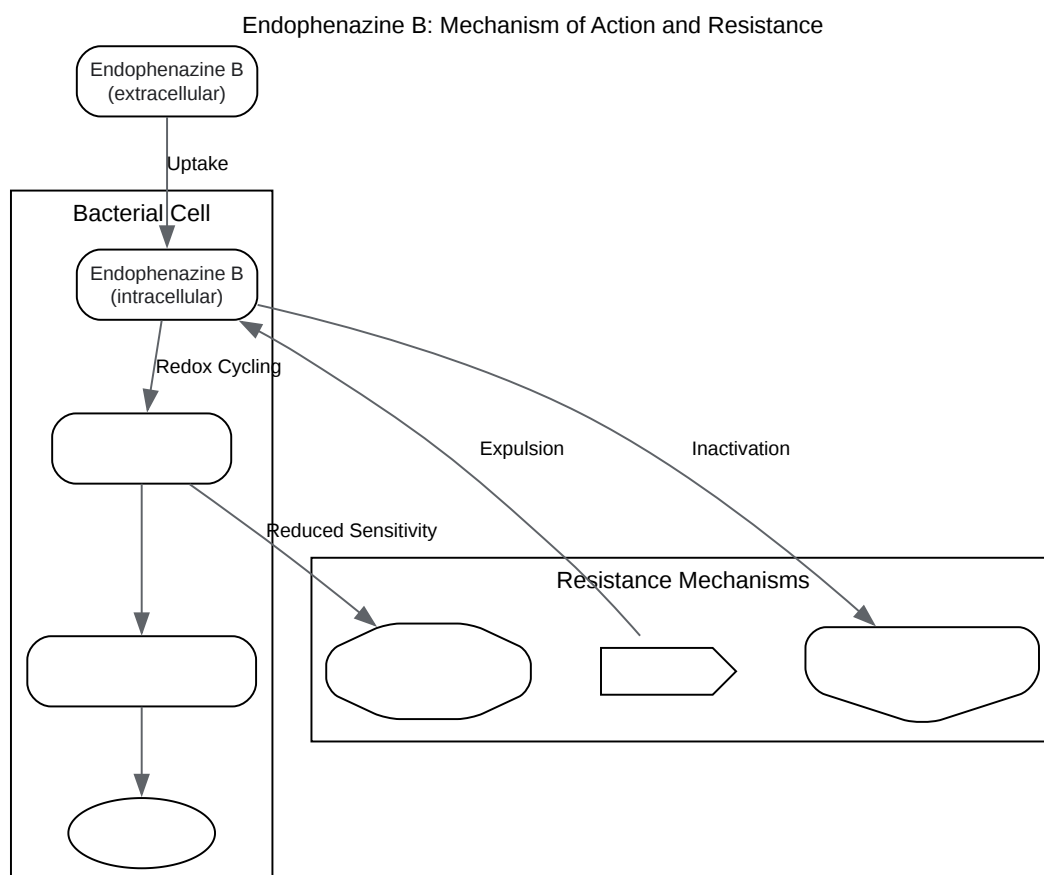 Endophenazine B: Mechanism of Action and Resistance
Endophenazine B
(extracellular)
Uptake
Bacterial Cell
Endophenazine B
(intracellular)
Redox Cycling
Expulsion
Inactivation
Reduced Sensitivity
Resistance Mechanisms